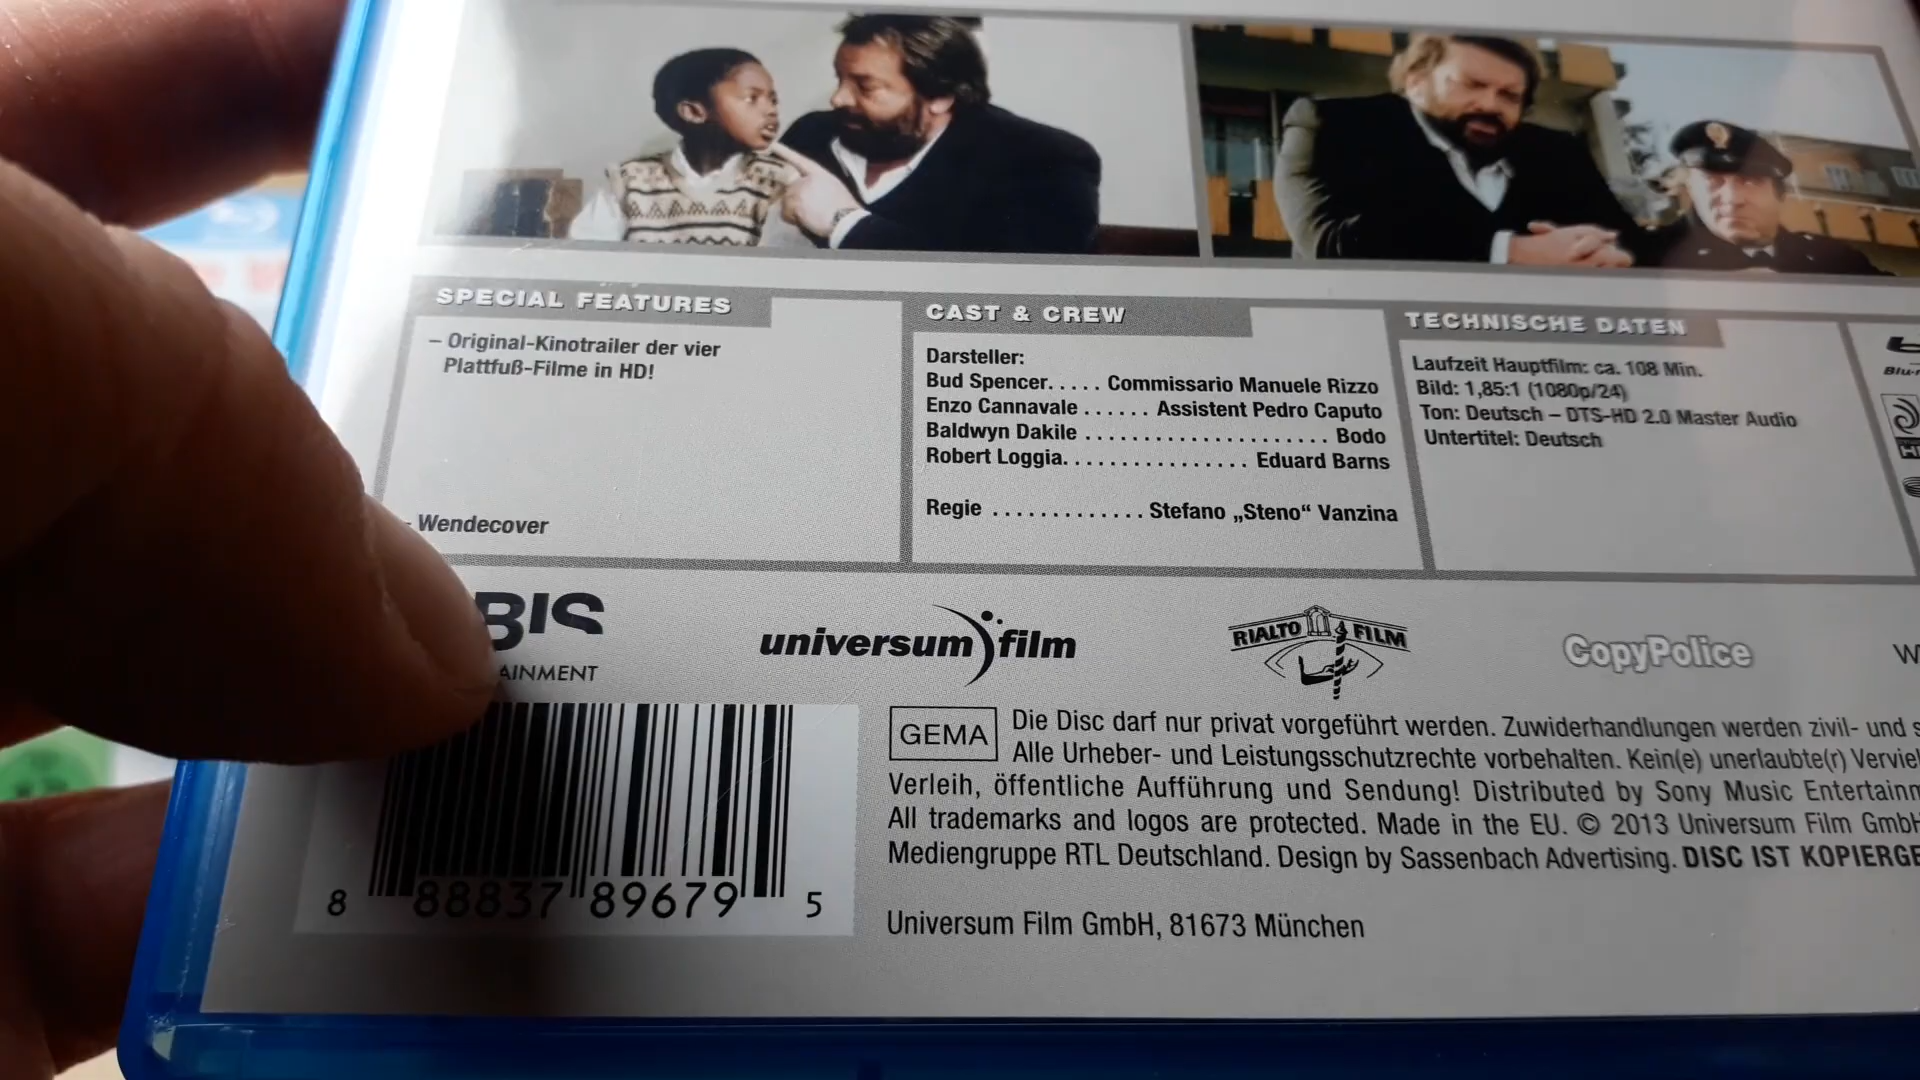 SPECIAL FEATURES
– Original-Kinotrailer der vier
Plattfuß-Filme in HD!
- Wendecover
CAST & CREW
Darsteller:
Bud Spencer..... Commissario Manuele Rizzo
Enzo Cannavale ...... Assistent Pedro Caputo
Baldwyn Dakile ...................... Bodo
Robert Loggia................ Eduard Barns
Regie ............. Stefano „Steno“ Vanzina
TECHNISCHE DATEN
Laufzeit Hauptfilm: ca. 108 Min.
Bild: 1,85:1 (1080p/24)
Ton: Deutsch – DTS-HD 2.0 Master Audio
Untertitel: Deutsch
universum film
RIALTO FILM
CopyPolice
GEMA
Die Disc darf nur privat vorgeführt werden. Zuwiderhandlungen werden zivil- und
Alle Urheber- und Leistungsschutzrechte vorbehalten. Kein(e) unerlaubte(r)
Verleih, öffentliche Aufführung und Sendung! Distributed by Sony Music
All trademarks and logos are protected. Made in the EU. © 2013 Universum Film GmbH
Mediengruppe RTL Deutschland. Design by Sassenbach Advertising. DISC IST
Universum Film GmbH, 81673 München
8 88837 89679 5